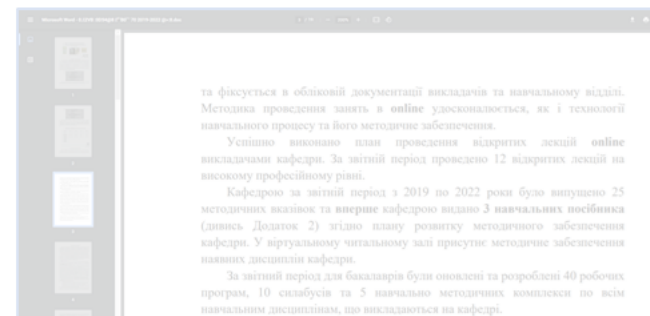 та фіксується в обліковій документації викладачів та навчальному відділі.
Методика проведення занять в online удосконалюється, як і технології
навчального процесу та його методичне забезпечення.
Успішно виконано план проведення відкритих лекцій online
викладачами кафедри. За звітній період проведено 12 відкритих лекцій на
високому професійному рівні.
Кафедрою за звітній період з 2019 по 2022 роки було випущено 25
методичних вказівок та вперше кафедрою видано 3 навчальних посібника
(дивись Додаток 2) згідно плану розвитку методичного забезпечення
кафедри. У віртуальному читальному залі присутнє методичне забезпечення
наявних дисциплін кафедри.
За звітній період для бакалаврів були оновлені та розроблені 40 робочих
програм, 10 силабусів та 5 навчально методичних комплекси по всім
навчальним дисциплінам, що викладаються на кафедрі.